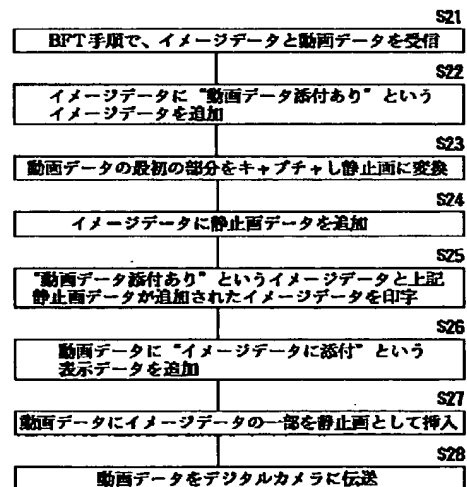 S21
BFT手順で、イメージデータと動画データを受信
S22
イメージデータに“動画データ添付あり”という
イメージデータを追加
S23
動画データの最初の部分をキャプチャし静止画に変換
S24
イメージデータに静止画データを追加
S25
“動画データ添付あり”というイメージデータと上記
静止画データが追加されたイメージデータを印字
S26
動画データに“イメージデータに添付”という
表示データを追加
S27
動画データにイメージデータの一部を静止画として挿入
S28
動画データをデジタルカメラに伝送